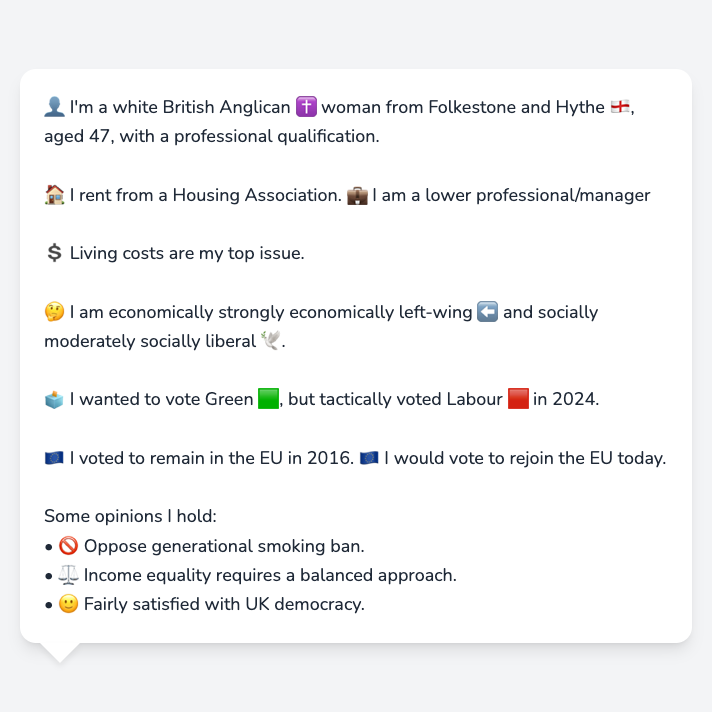 👤 I'm a white British Anglican ✝️ woman from Folkestone and Hythe 🏴󠁧󠁢󠁥󠁮󠁧󠁿,
aged 47, with a professional qualification.
🏠 I rent from a Housing Association. 💼 I am a lower professional/manager
💲 Living costs are my top issue.
🤔 I am economically strongly economically left-wing ⬅️ and socially
moderately socially liberal 🕊️.
🗳️ I wanted to vote Green 🟩, but tactically voted Labour 🟥 in 2024.
🇪🇺 I voted to remain in the EU in 2016. 🇪🇺 I would vote to rejoin the EU today.
Some opinions I hold:
• 🚫 Oppose generational smoking ban.
• ⚖️ Income equality requires a balanced approach.
• 🙂 Fairly satisfied with UK democracy.